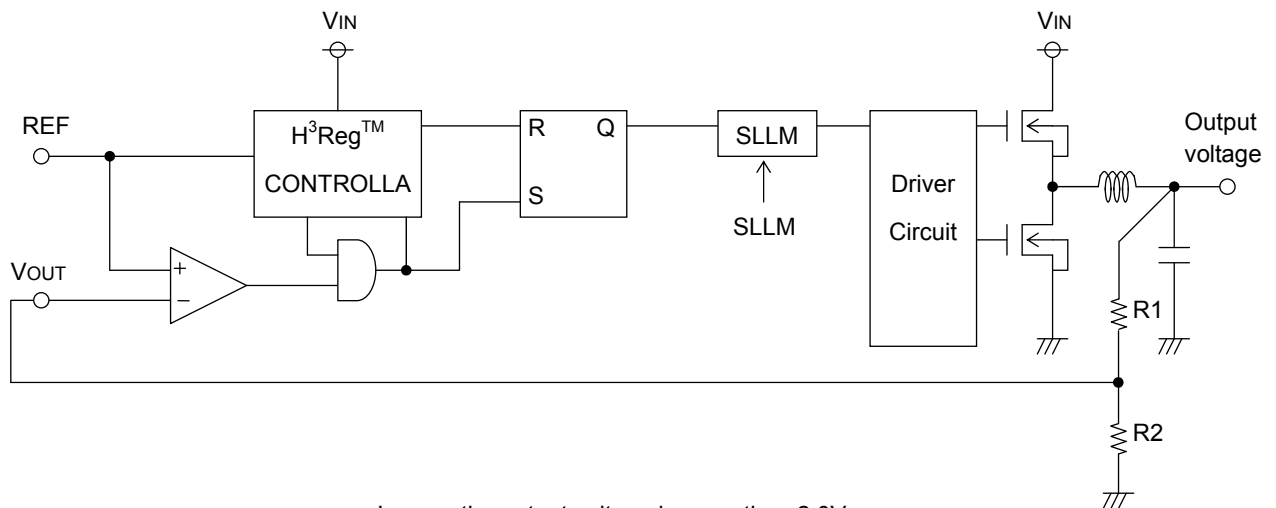 VIN
VIN
REF
H³Reg™
CONTROLLA
R
Q
S
SLLM
SLLM
Driver
Circuit
Output
voltage
VOUT
+
−
R1
R2